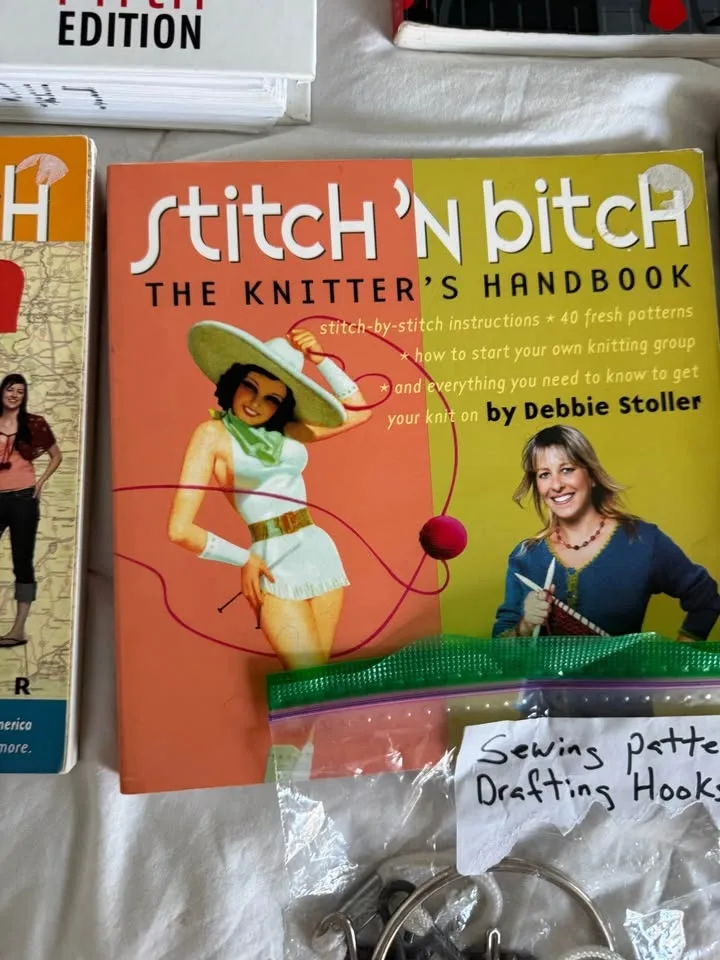 EDITION
H
stitch 'N bitch
THE KNITTER'S HANDBOOK
stitch-by-stitch instructions * 40 fresh patterns
* how to start your own knitting group
* and everything you need to know to get
your knit on by Debbie Stoller
R
more.
Sewing patte
Drafting Hooks